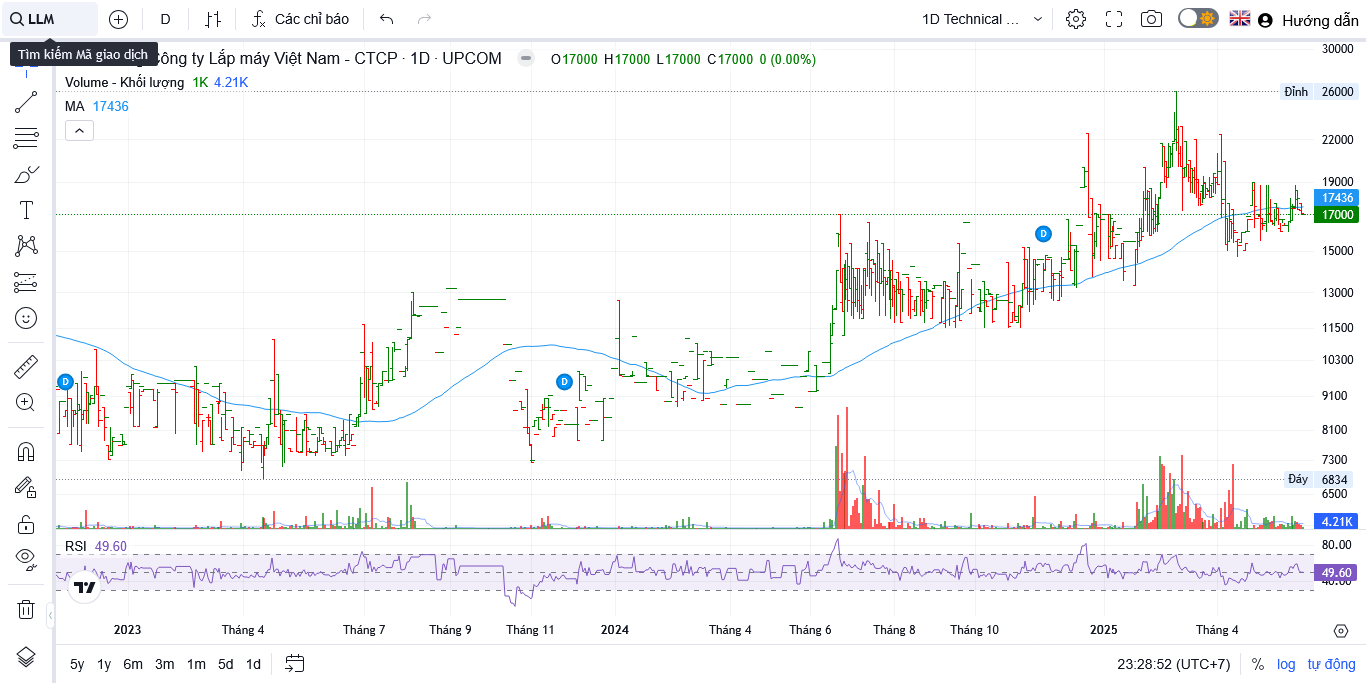 LLM
D
Các chỉ báo
1D Technical ...
Hướng dẫn
Tìm kiếm Mã giao dịch
Công ty Lắp máy Việt Nam - CTCP · 1D · UPCOM
O17000 H17000 L17000 C17000 0 (0.00%)
Volume - Khối lượng 1K 4.21K
MA 17436
30000
Đỉnh 26000
22000
19000
17436
17000
15000
13000
11500
10300
9100
8100
7300
Đáy 6834
6500
4.21K
D
D
D
RSI 49.60
80.00
49.60
40.00
2023
Tháng 4
Tháng 7
Tháng 9
Tháng 11
2024
Tháng 4
Tháng 6
Tháng 8
Tháng 10
2025
Tháng 4
5y 1y 6m 3m 1m 5d 1d
23:28:52 (UTC+7)
% log tự động